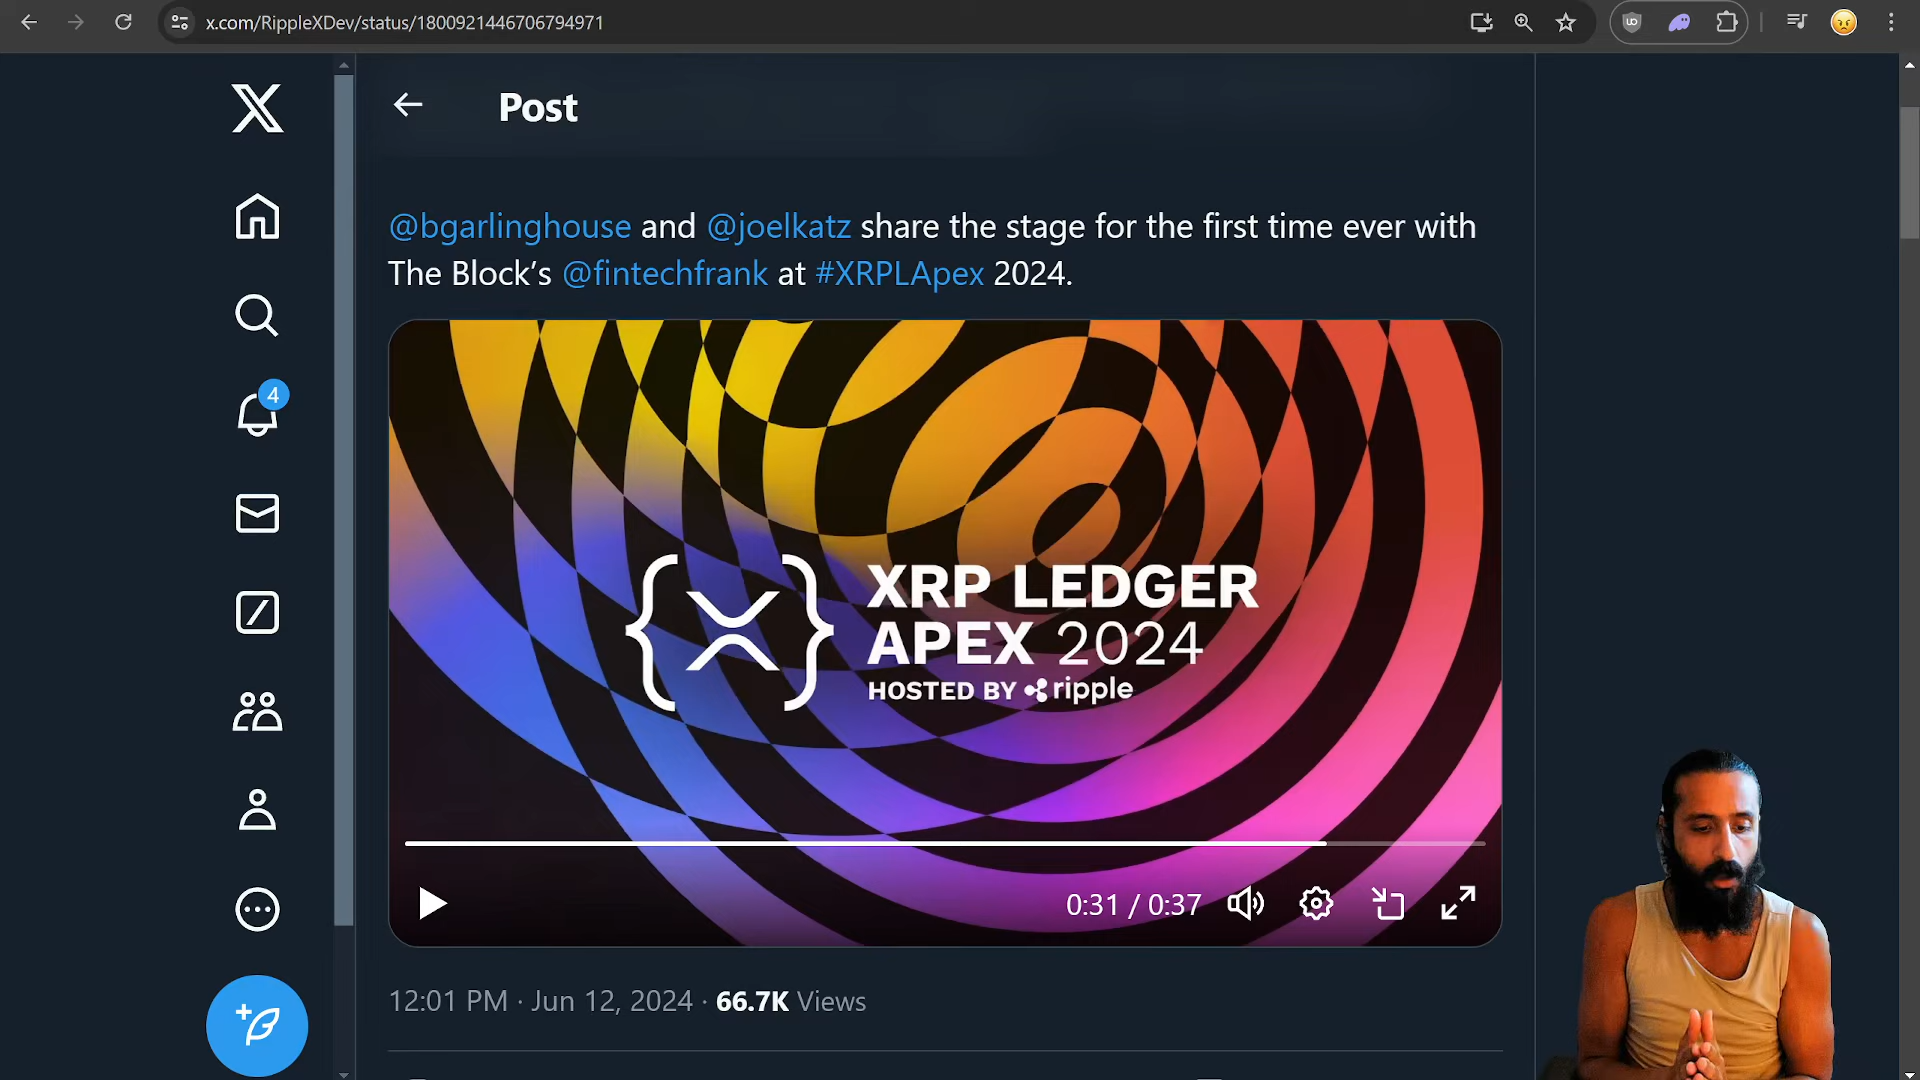 x.com/RippleXDev/status/1800921446706794971
Post
@bgarlinghouse and @joelkatz share the stage for the first time ever with
The Block’s @fintechfrank at #XRPLApex 2024.
4
XRP LEDGER
APEX 2024
HOSTED BY ripple
0:31 / 0:37
12:01 PM · Jun 12, 2024 · 66.7K Views